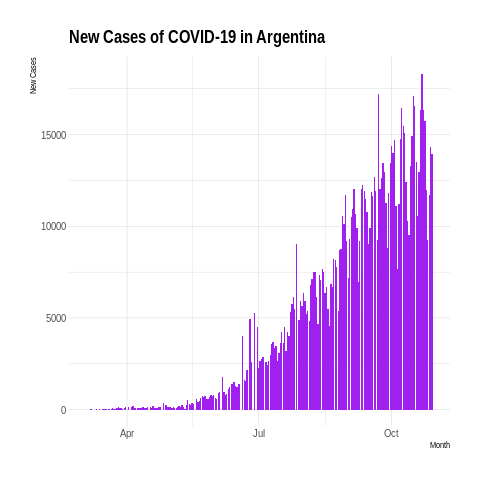 New Cases of COVID-19 in Argentina
New Cases
15000
10000
5000
0
Apr
Jul
Oct
Month